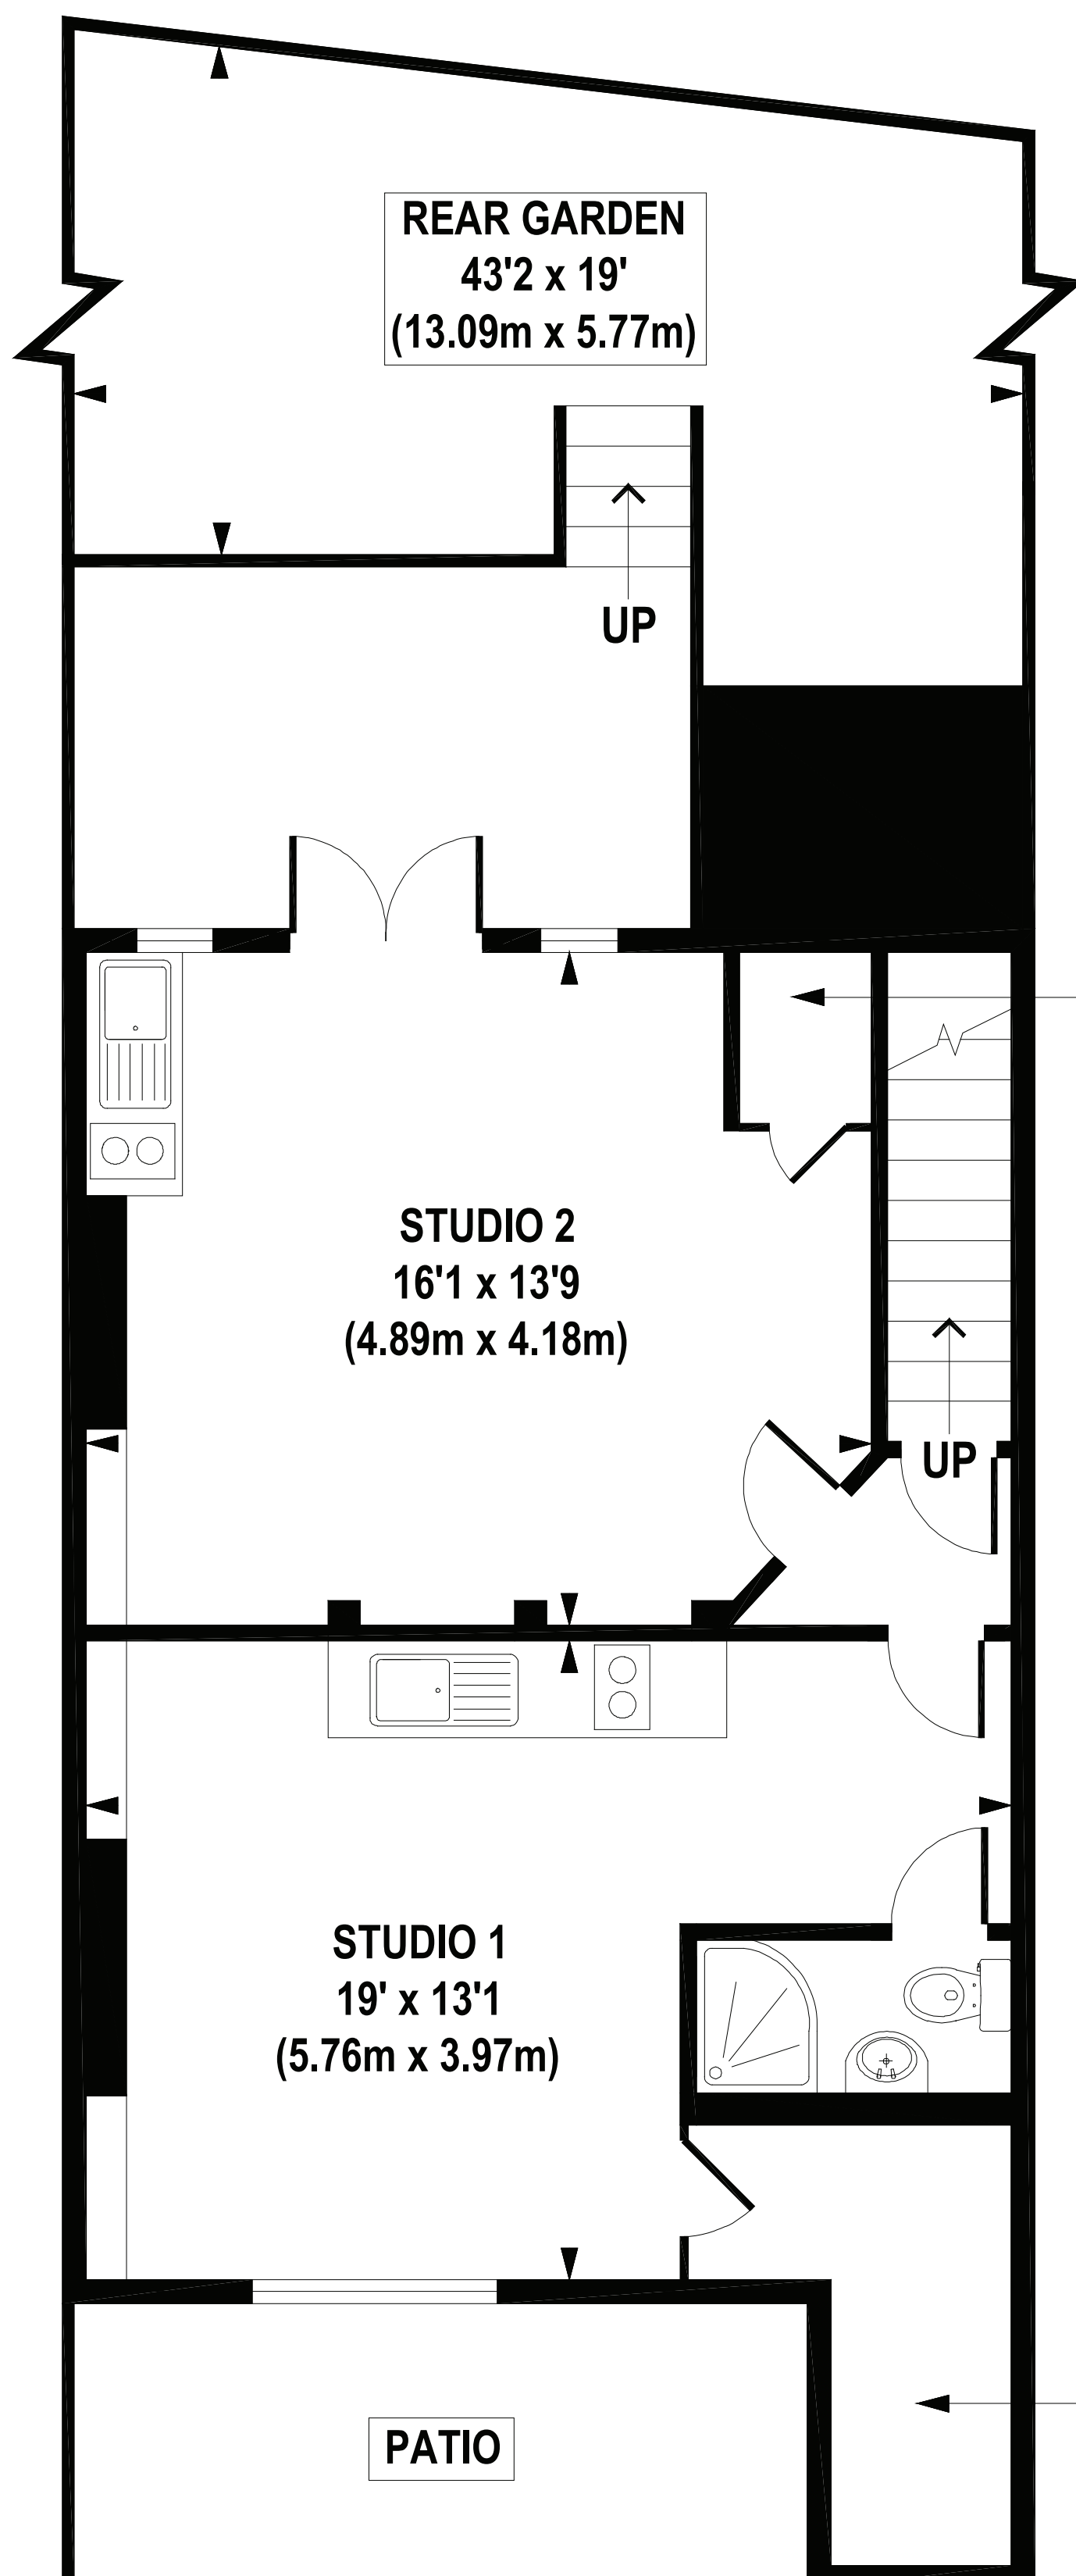 REAR GARDEN
43'2 x 19'
(13.09m x 5.77m)
UP
STUDIO 2
16'1 x 13'9
(4.89m x 4.18m)
UP
STUDIO 1
19' x 13'1
(5.76m x 3.97m)
PATIO